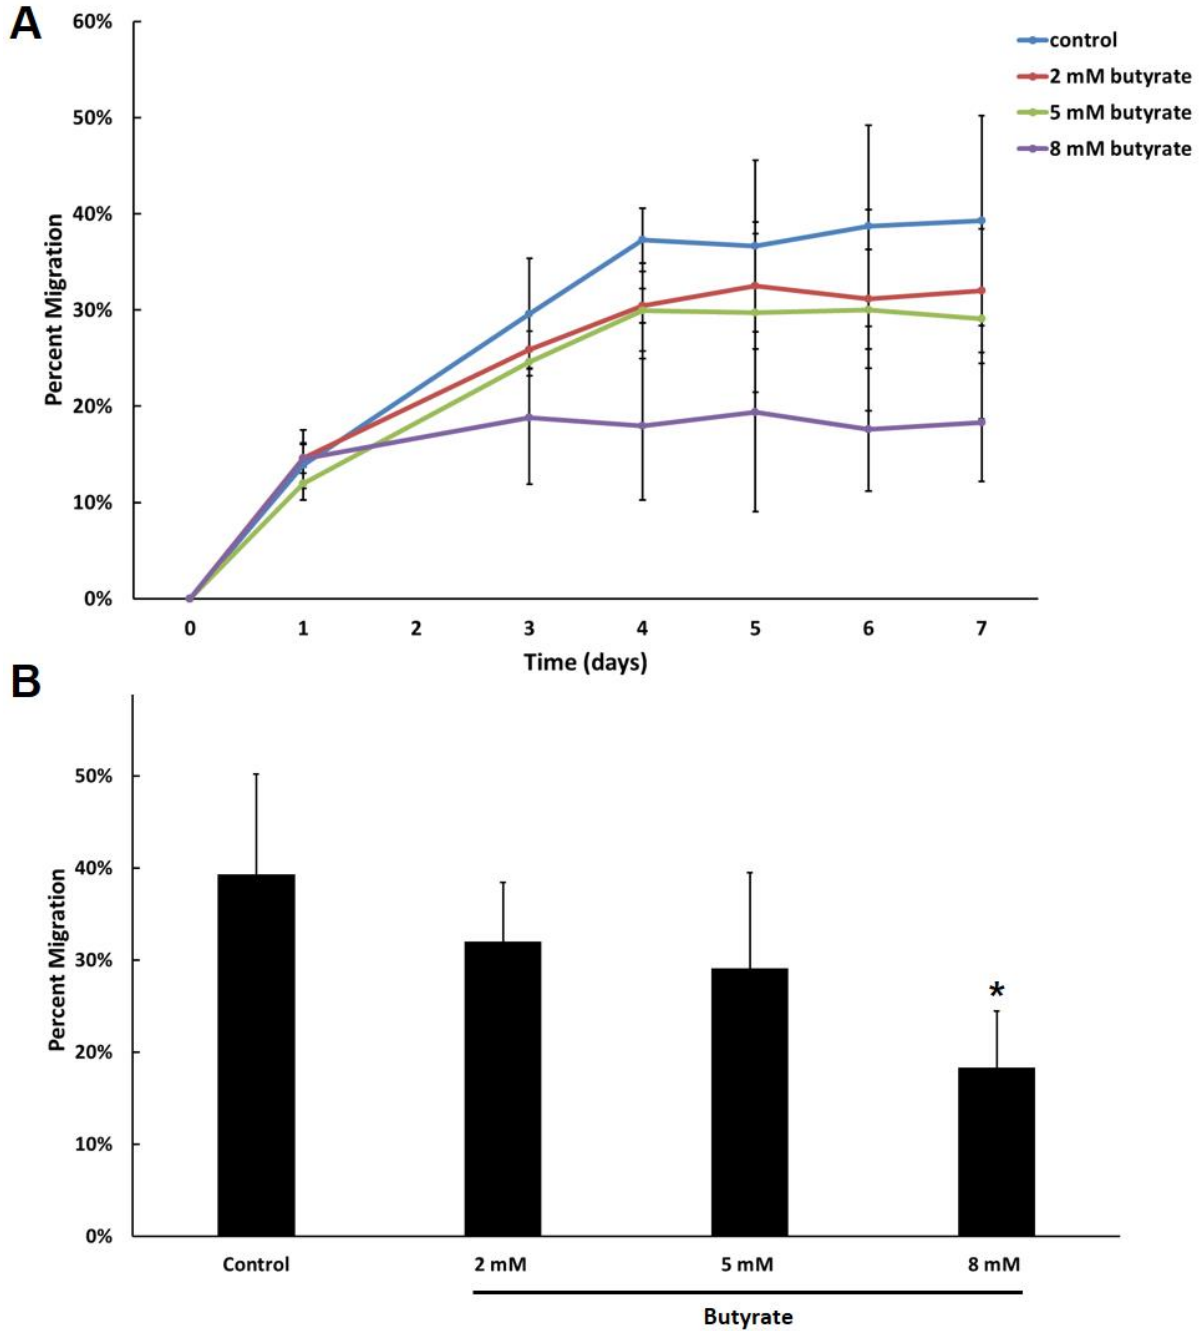 A
60%
50%
40%
30%
20%
10%
0%
Percent Migration
0 1 2 3 4 5 6 7
Time (days)
control
2 mM butyrate
5 mM butyrate
8 mM butyrate
B
50%
40%
30%
20%
10%
0%
Percent Migration
*
Control 2 mM 5 mM 8 mM
Butyrate